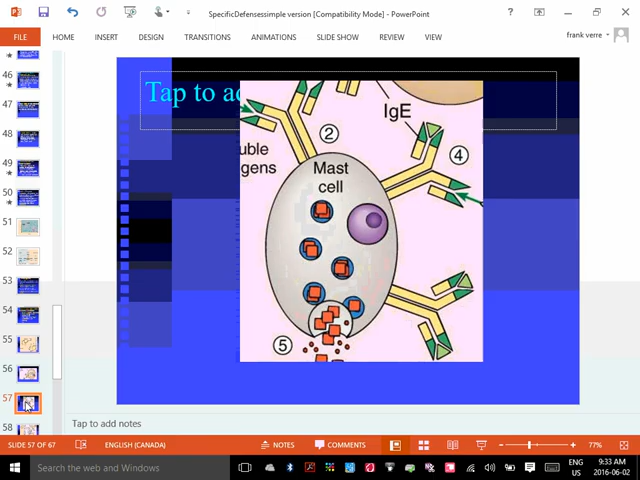 SpecificDefensessimple version [Compatibility Mode] - PowerPoint
FILE HOME INSERT DESIGN TRANSITIONS ANIMATIONS SLIDE SHOW REVIEW VIEW frank verre
46
47
48
49
50
51
52
53
54
55
56
57
58
Tap to ad
IgE
2
4
uble
gens
Mast
cell
5
Tap to add notes
SLIDE 57 OF 67 ENGLISH (CANADA) NOTES COMMENTS 77%
Search the web and Windows
ENG
US
9:33 AM
2016-06-02